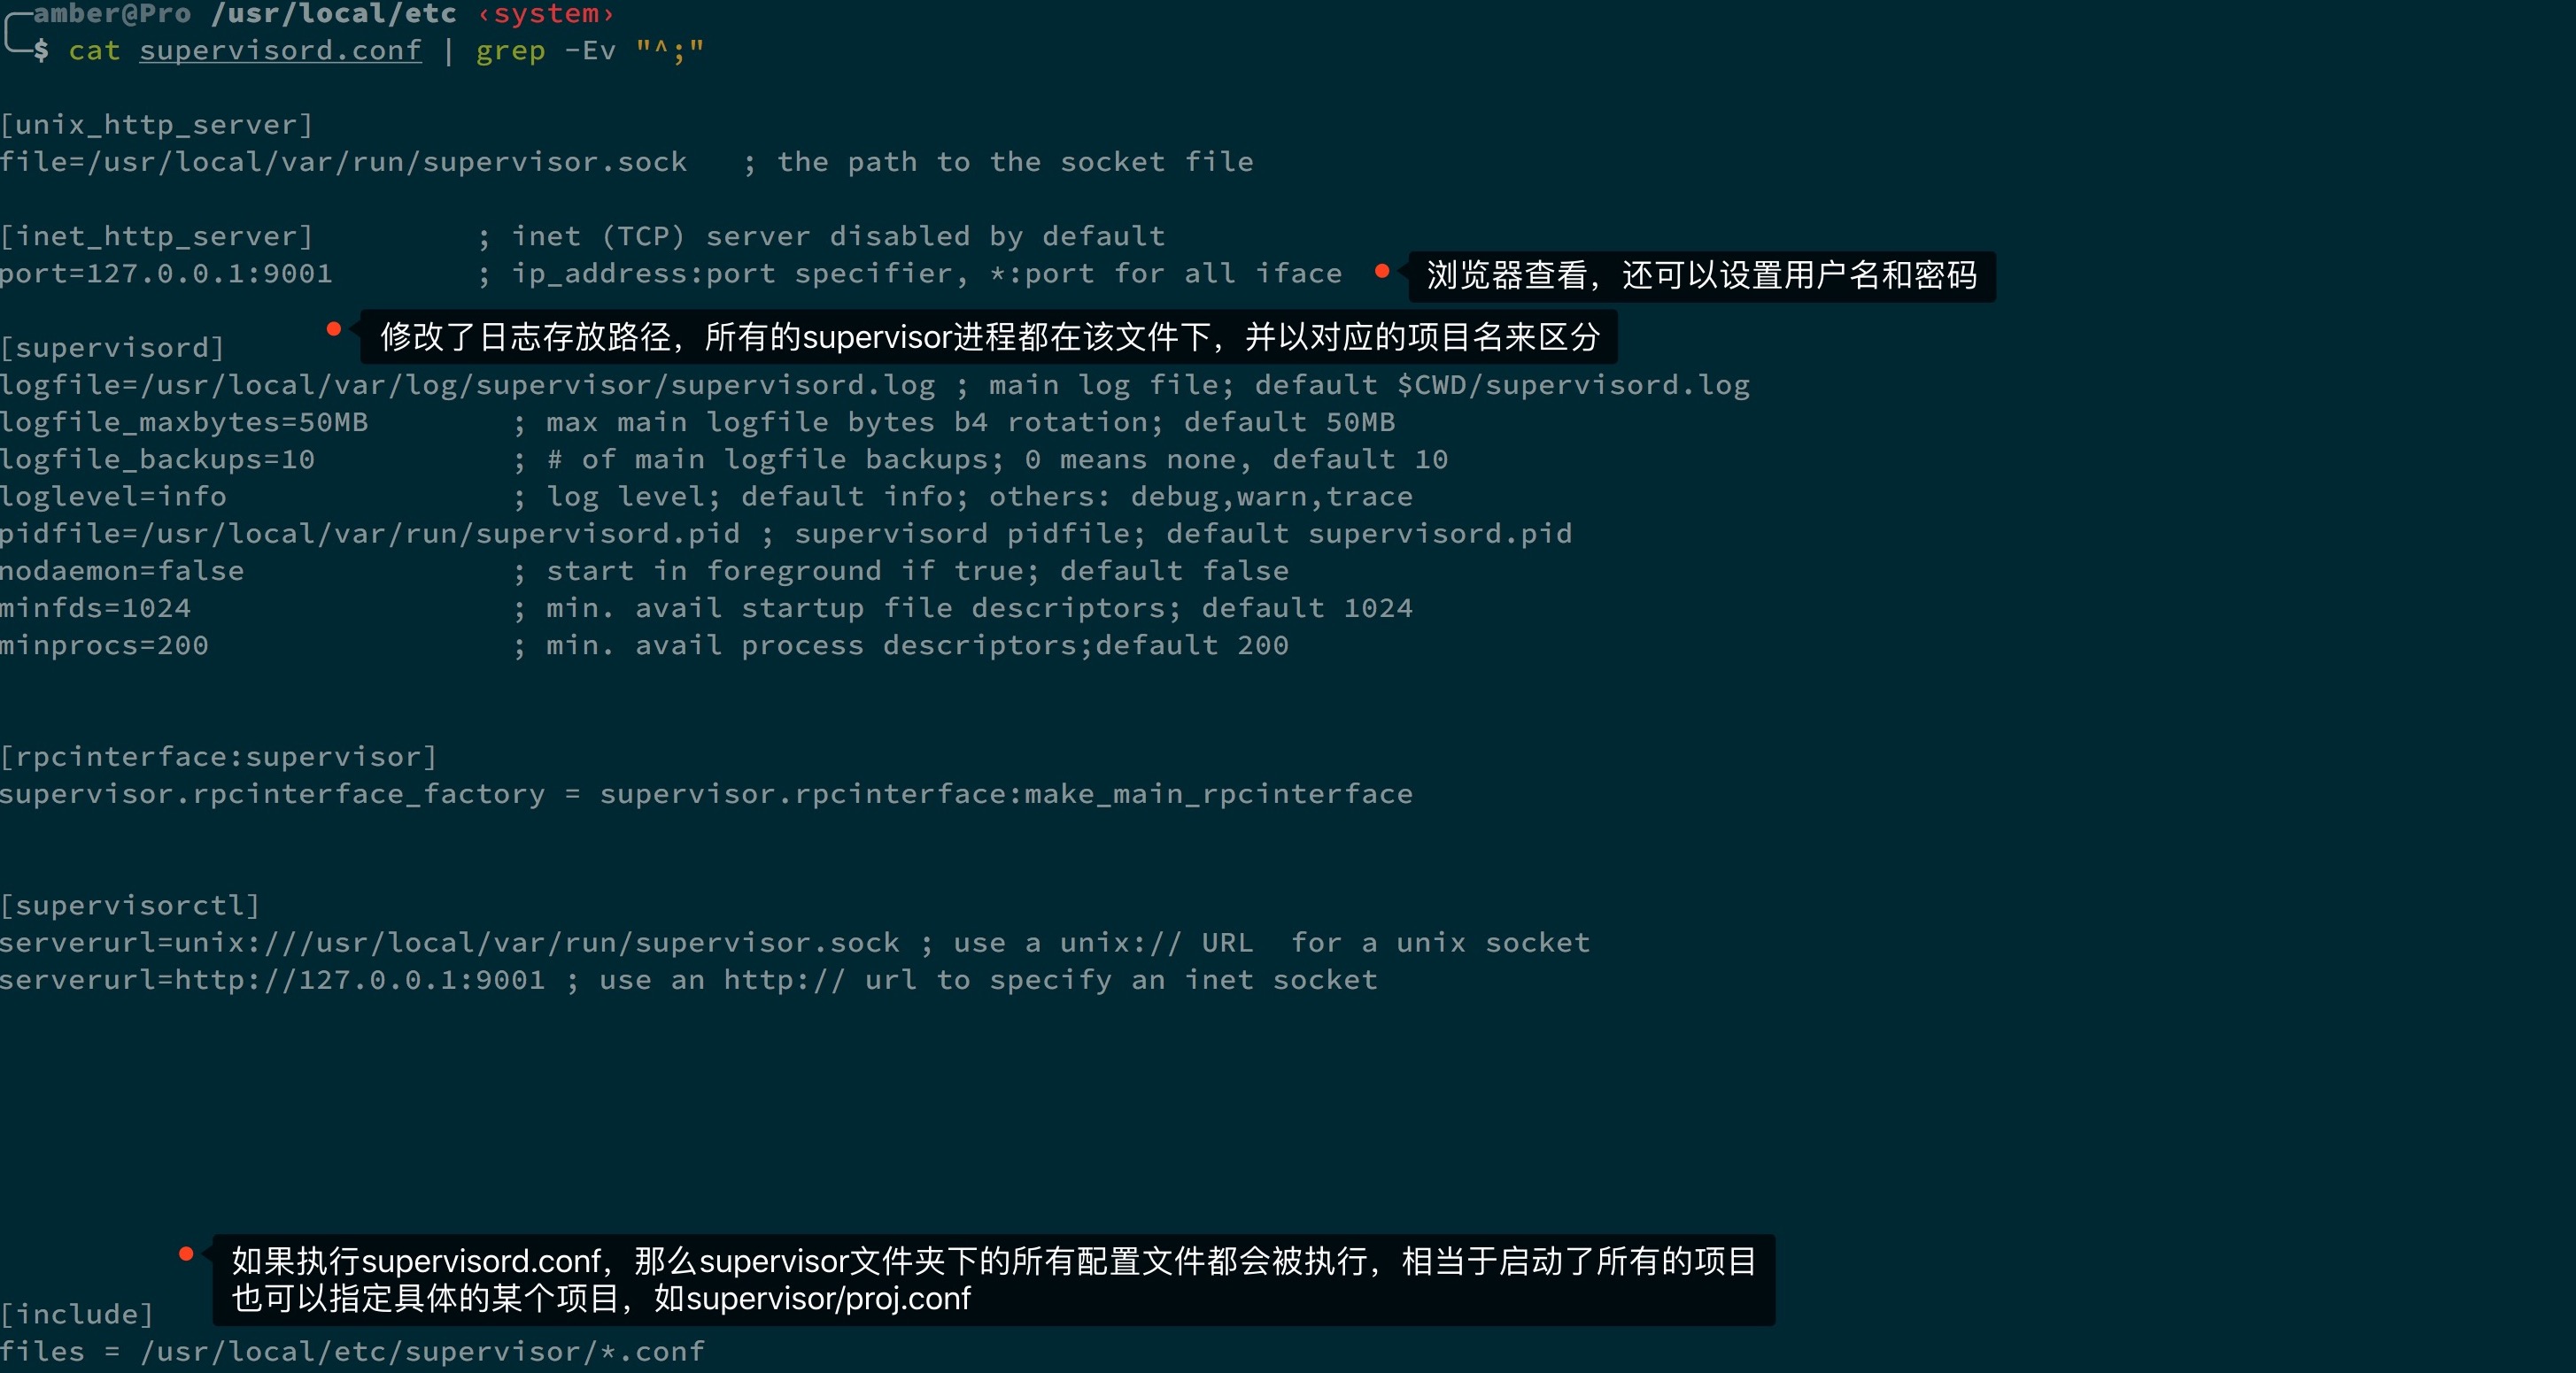 amber@Pro /usr/local/etc ‹system›
$ cat supervisord.conf | grep -Ev "^;"
[unix_http_server]
file=/usr/local/var/run/supervisor.sock   ; the path to the socket file
[inet_http_server]         ; inet (TCP) server disabled by default
port=127.0.0.1:9001        ; ip_address:port specifier, *:port for all iface
浏览器查看，还可以设置用户名和密码
修改了日志存放路径，所有的supervisor进程都在该文件下，并以对应的项目名来区分
[supervisord]
logfile=/usr/local/var/log/supervisor/supervisord.log ; main log file; default $CWD/supervisord.log
logfile_maxbytes=50MB        ; max main logfile bytes b4 rotation; default 50MB
logfile_backups=10           ; # of main logfile backups; 0 means none, default 10
loglevel=info                ; log level; default info; others: debug,warn,trace
pidfile=/usr/local/var/run/supervisord.pid ; supervisord pidfile; default supervisord.pid
nodaemon=false               ; start in foreground if true; default false
minfds=1024                  ; min. avail startup file descriptors; default 1024
minprocs=200                 ; min. avail process descriptors;default 200
[rpcinterface:supervisor]
supervisor.rpcinterface_factory = supervisor.rpcinterface:make_main_rpcinterface
[supervisorctl]
serverurl=unix:///usr/local/var/run/supervisor.sock ; use a unix:// URL  for a unix socket
serverurl=http://127.0.0.1:9001 ; use an http:// url to specify an inet socket
如果执行supervisord.conf，那么supervisor文件夹下的所有配置文件都会被执行，相当于启动了所有的项目
也可以指定具体的某个项目，如supervisor/proj.conf
[include]
files = /usr/local/etc/supervisor/*.conf